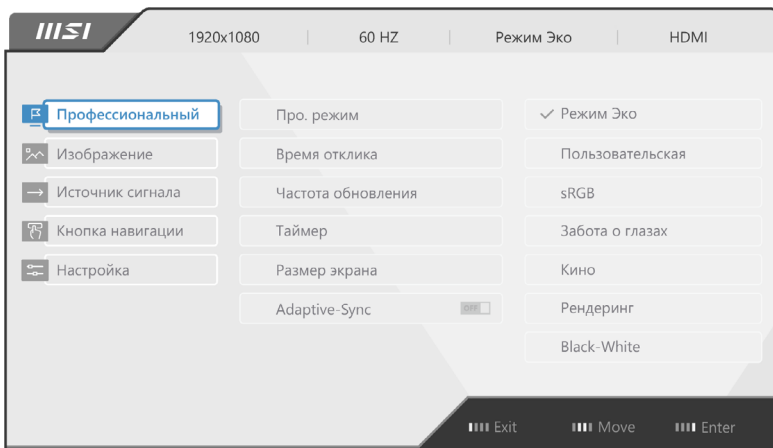 msi 1920x1080 60 HZ Режим Эко HDMI
Профессиональный Про. режим Режим Эко
Изображение Время отклика Пользовательская
Источник сигнала Частота обновления sRGB
Кнопка навигации Таймер Забота о глазах
Настройка Размер экрана Кино
Adaptive-Sync OFF Рендеринг
Black-White
Exit Move Enter